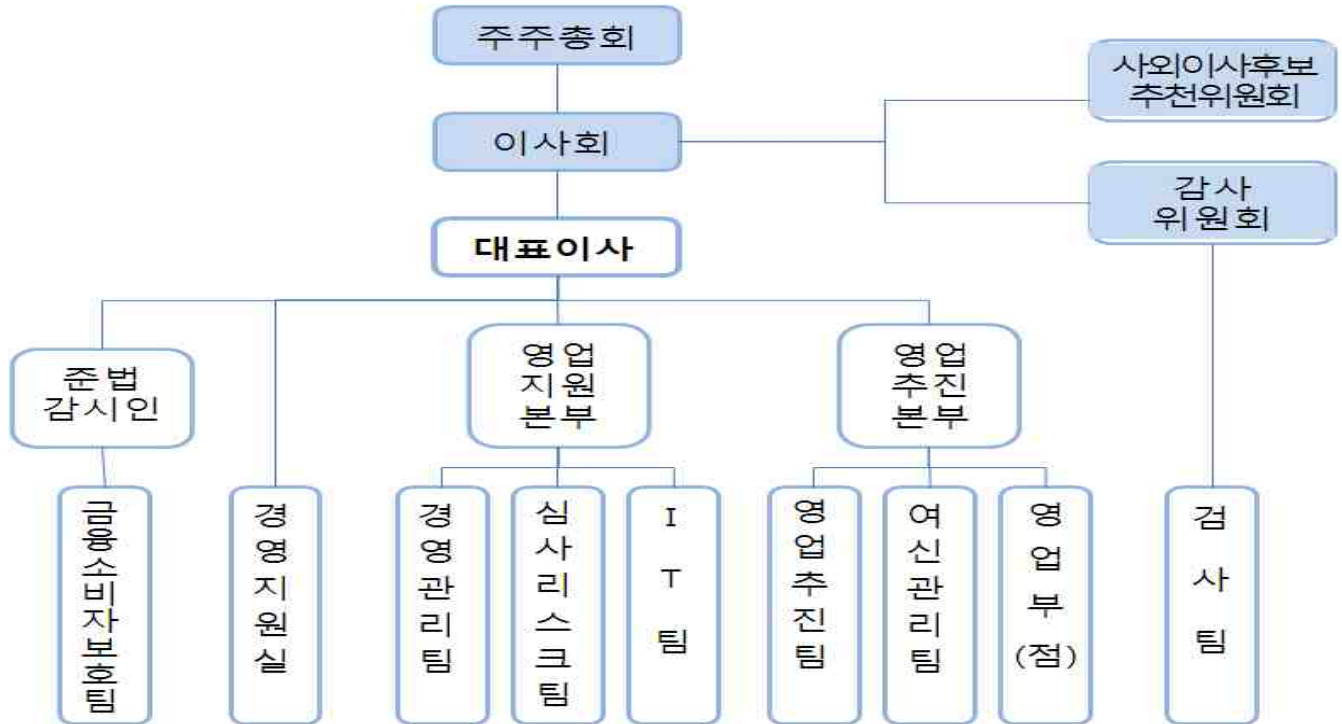 주주총회
사외이사후보
추천위원회
이사회
감사
위원회
대표이사
준법
감시인
영업
지원
본부
영업
추진
본부
금융소비자보호팀
경영지원실
경영관리팀
심사리스크팀
IT팀
영업추진팀
여신관리팀
영업부(점)
검사팀